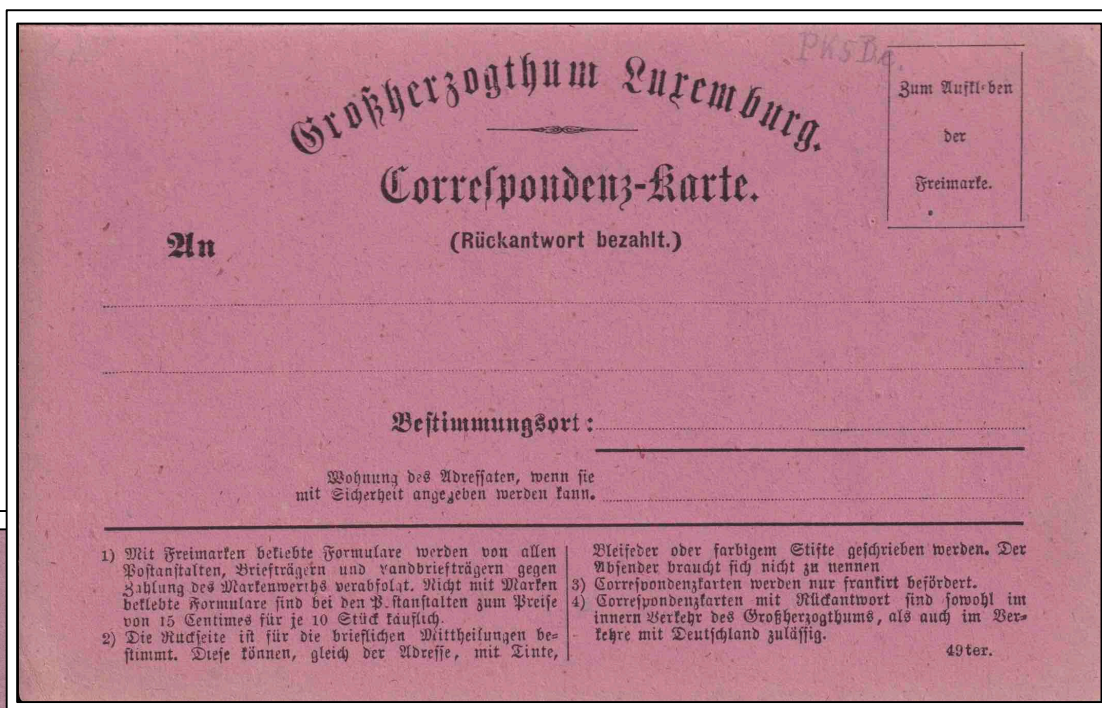 PKsBc.
Großherzogthum Luxemburg.
Zum Aufkleben
der
Freimarke.
Correspondenz-Karte.
(Rückantwort bezahlt.)
An
Bestimmungsort:
Wohnung des Adressaten, wenn sie
mit Sicherheit angegeben werden kann.
1) Mit Freimarken beklebte Formulare werden von allen
Postanstalten, Briefträgern und Landbriefträgern gegen
Zahlung des Markenwerths verabfolgt. Nicht mit Marken
beklebte Formulare sind bei den P.stanstalten zum Preise
von 15 Centimes für je 10 Stück käuflich.
2) Die Rückseite ist für die brieflichen Mittheilungen be-
stimmt. Diese können, gleich der Adresse, mit Tinte,
Bleifeder oder farbigem Stifte geschrieben werden. Der
Absender braucht sich nicht zu nennen
3) Correspondenzkarten werden nur frankirt befördert.
4) Correspondenzkarten mit Rückantwort sind sowohl im
innern Verkehr des Großherzogthums, als auch im Ver-
kehre mit Deutschland zulässig.
49ter.